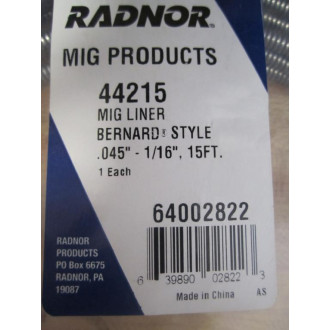 RADNOR
MIG PRODUCTS
44215
MIG LINER
BERNARD® STYLE
.045" - 1/16", 15FT.
1 Each
64002822
RADNOR
PRODUCTS
PO Box 6675
RADNOR, PA
19087
6 39890 02822 3
Made in China AS